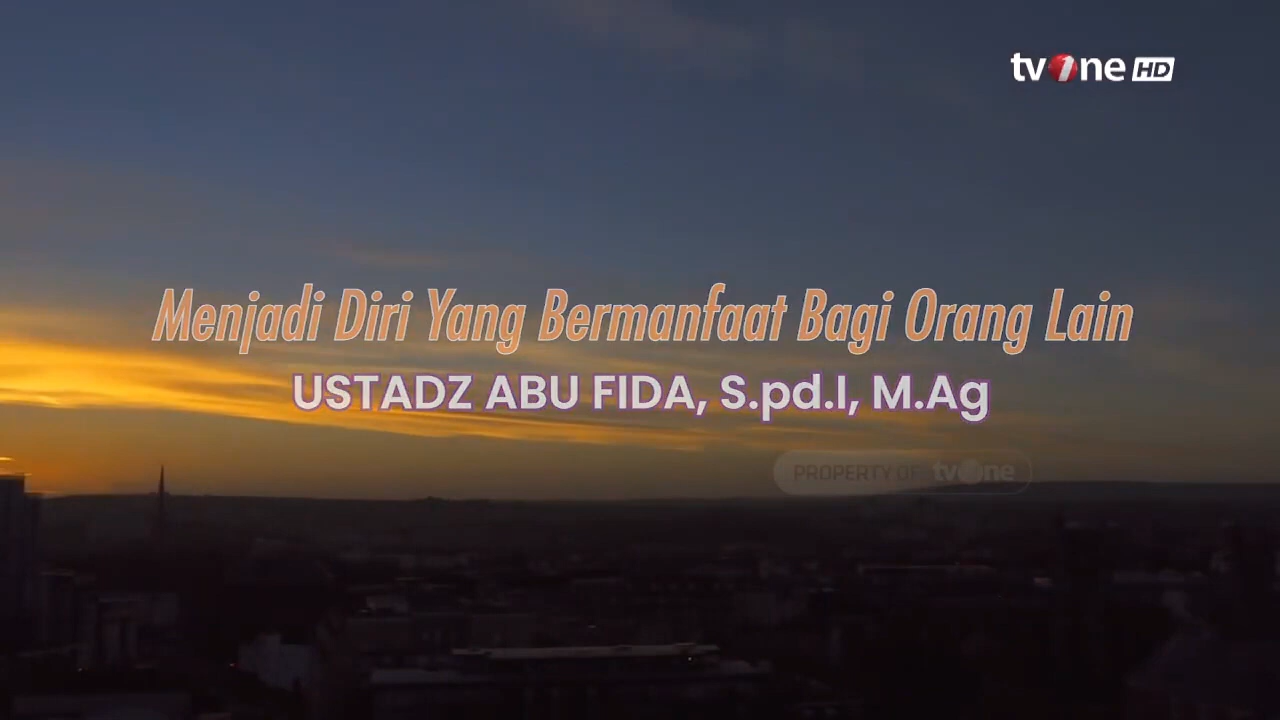 tvOne HD
Menjadi Diri Yang Bermanfaat Bagi Orang Lain
USTADZ ABU FIDA, S.pd.I, M.Ag
PROPERTY OF tvOne